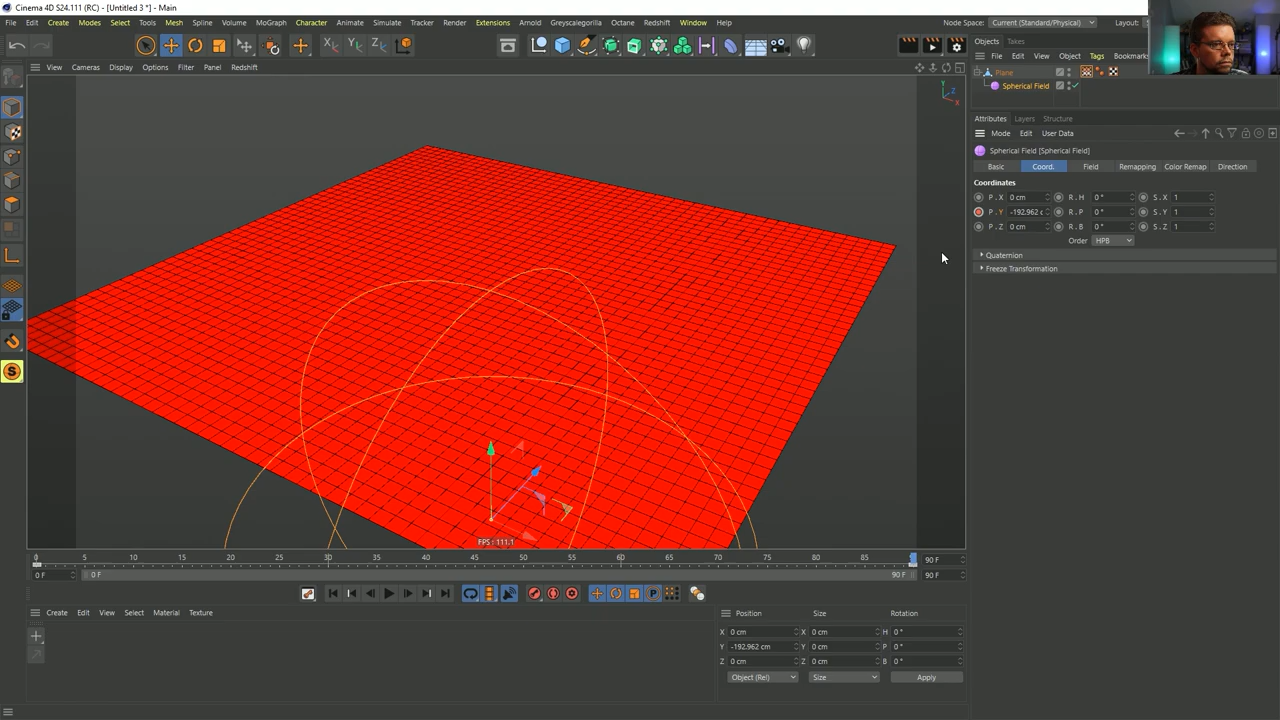 Cinema 4D S24.111 (RC) - [Untitled 3 *] - Main
File Create Modes Select Tools Mesh Spline Volume MoGraph Character Animate Simulate Tracker Render Extensions Arnold Greyscalegorilla Octane Redshift Window Help Node Space: Current (Standard/Physical) Layout:
Objects Takes
File Edit View Object Tags Bookmarks
View Cameras Display Options Filter Panel Redshift
Plane
Spherical Field
Y
Z
X
Attributes Layers Structure
Mode Edit User Data
Spherical Field [Spherical Field]
Basic Coord. Field Remapping Color Remap Direction
Coordinates
P . X 0 cm R . H 0 ° S . X 1
P . Y -192.962 c R . P 0 ° S . Y 1
P . Z 0 cm R . B 0 ° S . Z 1
Order HPB
Quaternion
Freeze Transformation
FPS : 111.1
0 5 10 15 20 25 30 35 40 45 50 55 60 65 70 75 80 85 90 F
0 F 0 F 90 F 90 F
Create Edit View Select Material Texture
Position Size Rotation
X 0 cm X 0 cm H 0 °
Y -192.962 cm Y 0 cm P 0 °
Z 0 cm Z 0 cm B 0 °
Object (Rel) Size Apply